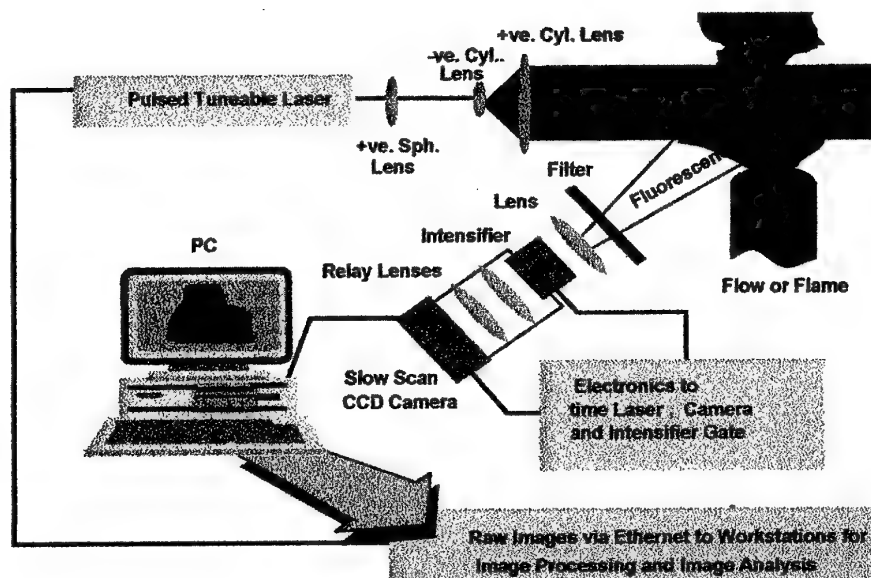 +ve. Cyl. Lens
-ve. Cyl..
Lens
Pulsed Tuneable Laser
+ve. Sph.
Lens
Filter
Fluorescen
Lens
Intensifier
PC
Relay Lenses
Flow or Flame
Slow Scan
CCD Camera
Electronics to
time Laser , Camera
and Intensifier Gate
Raw Images via Ethernet to Workstations for
Image Processing and Image Analysis